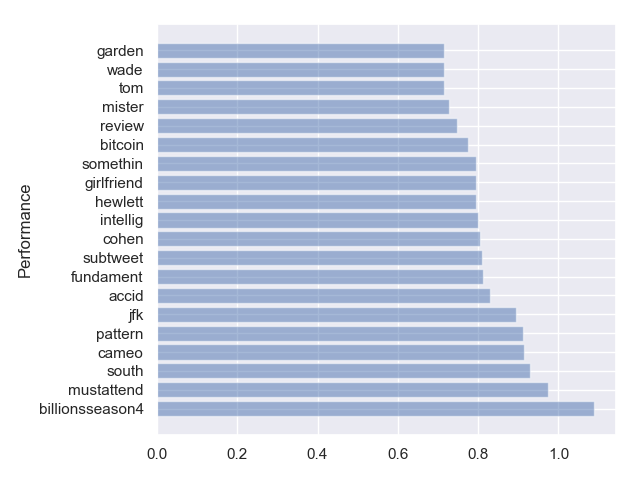 garden
wade
tom
mister
review
bitcoin
somethin
girlfriend
hewlett
intellig
cohen
subtweet
fundament
accid
jfk
pattern
cameo
south
mustattend
billionsseason4
Performance
0.0 0.2 0.4 0.6 0.8 1.0